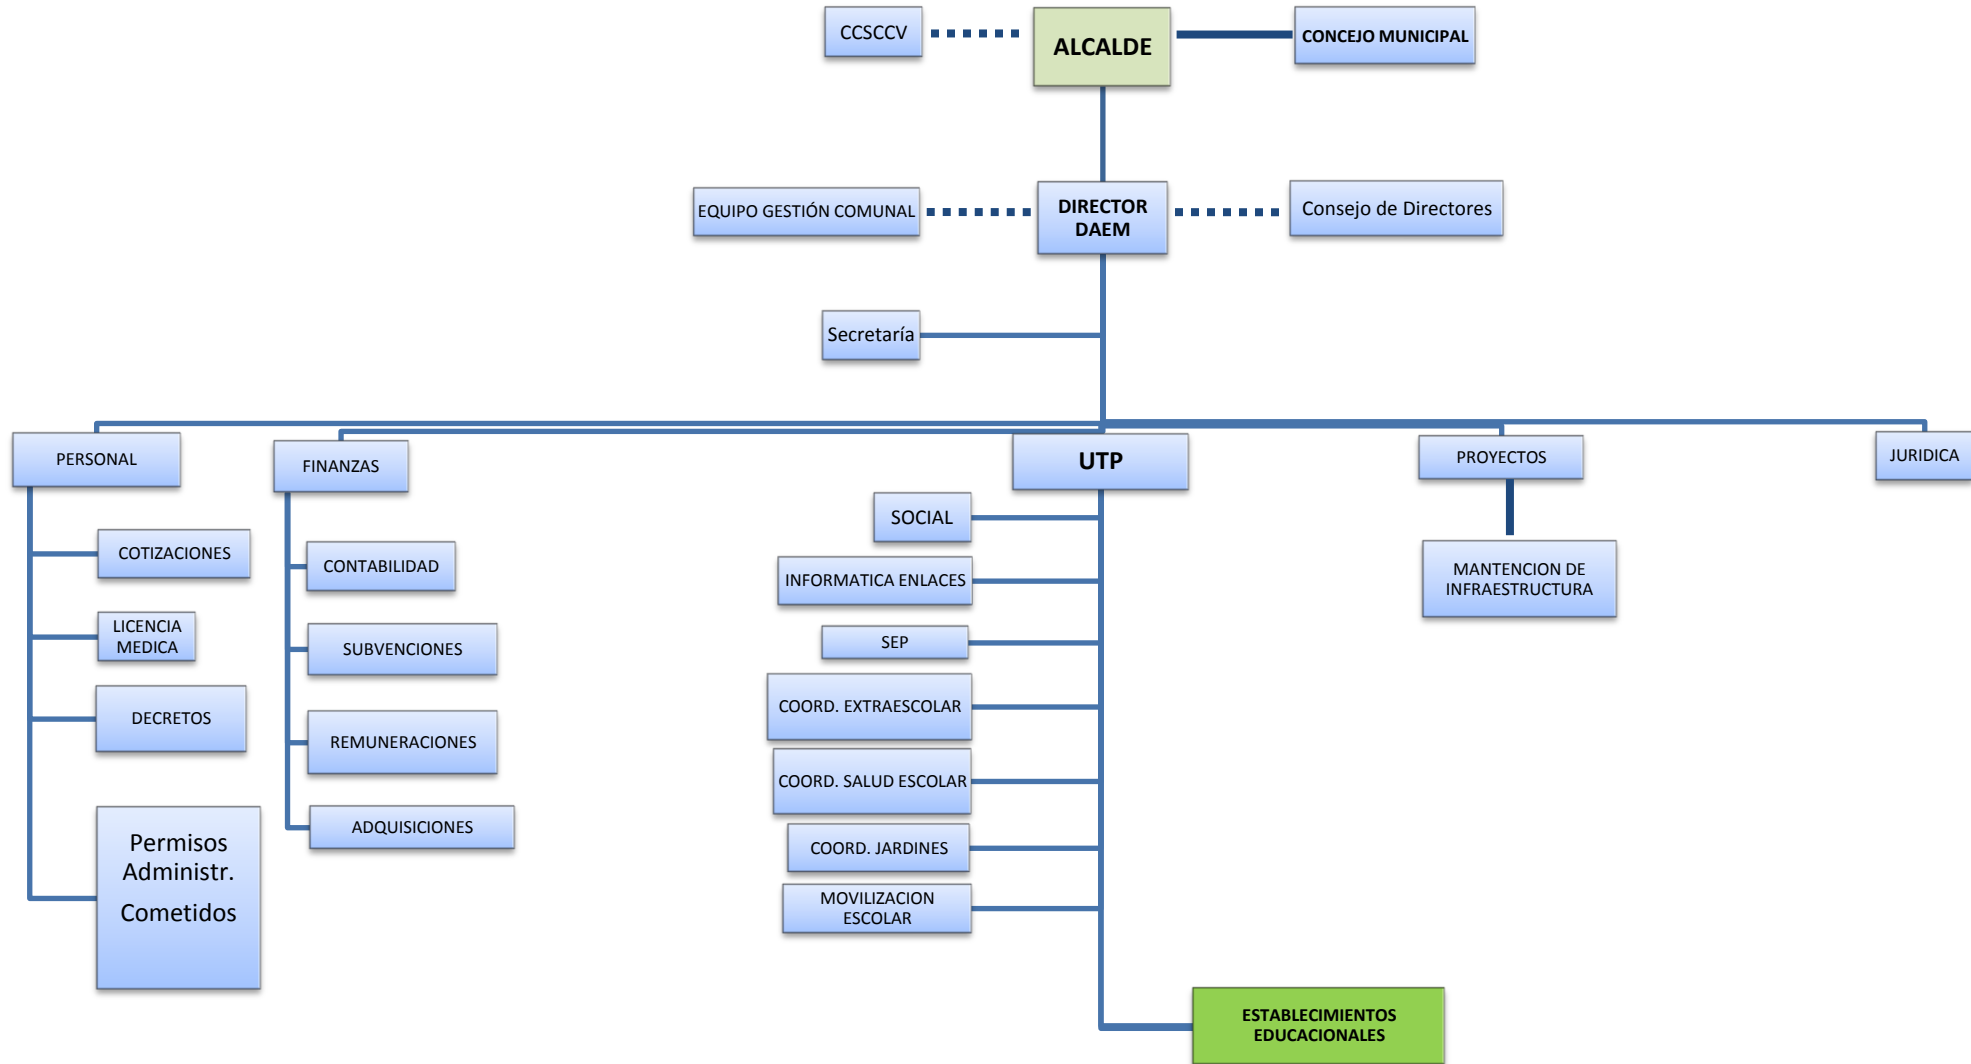 CCSCCV
ALCALDE
CONCEJO MUNICIPAL
EQUIPO GESTIÓN COMUNAL
DIRECTOR
DAEM
Consejo de Directores
Secretaría
PERSONAL
FINANZAS
UTP
PROYECTOS
JURIDICA
COTIZACIONES
LICENCIA
MEDICA
DECRETOS
Permisos
Administr.
Cometidos
CONTABILIDAD
SUBVENCIONES
REMUNERACIONES
ADQUISICIONES
SOCIAL
INFORMATICA ENLACES
SEP
COORD. EXTRAESCOLAR
COORD. SALUD ESCOLAR
COORD. JARDINES
MOVILIZACION
ESCOLAR
MANTENCION DE
INFRAESTRUCTURA
ESTABLECIMIENTOS
EDUCACIONALES